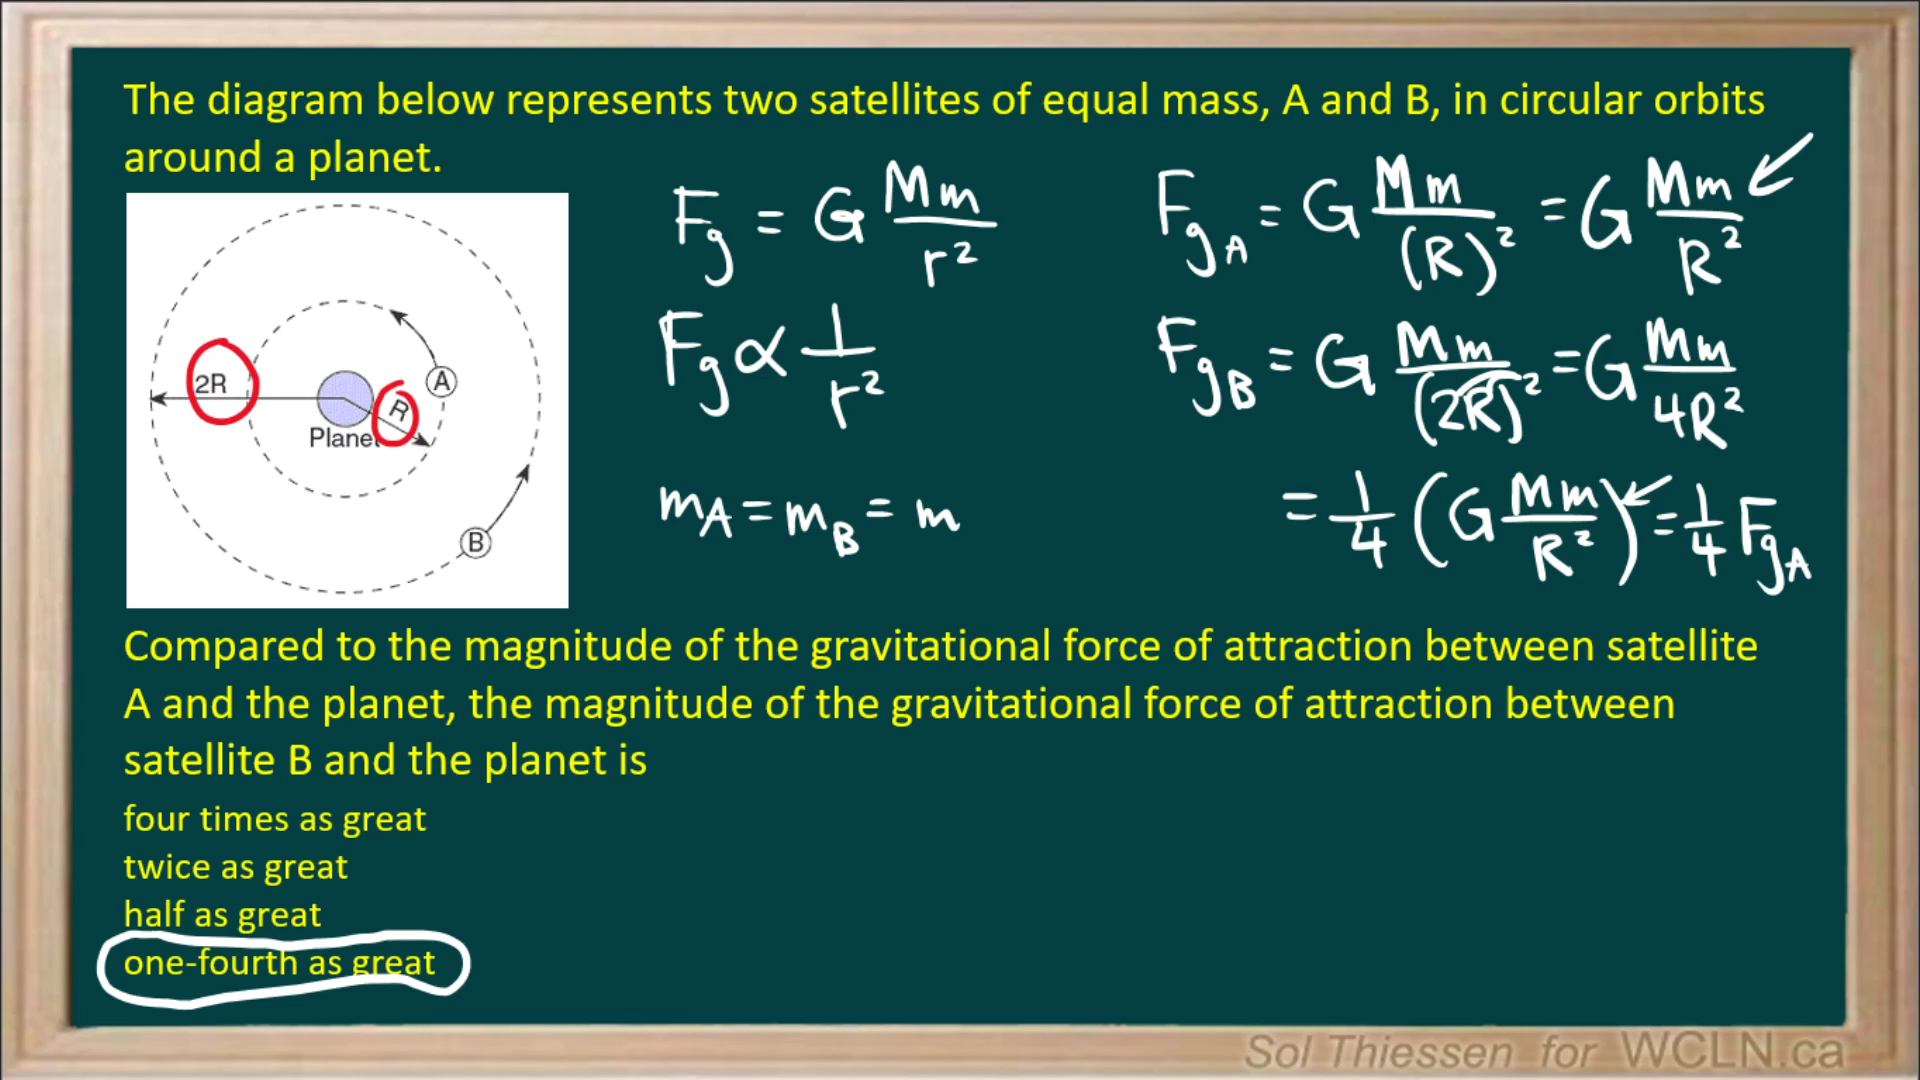 The diagram below represents two satellites of equal mass, A and B, in circular orbits
around a planet.
2R
Planet
R
A
B
Fg = G Mm/r²
Fg ∝ 1/r²
mA = mB = m
FgA = G Mm/(R)² = G Mm/R²
FgB = G Mm/(2R)² = G Mm/4R²
= 1/4 (G Mm/R²) = 1/4 FgA
Compared to the magnitude of the gravitational force of attraction between satellite
A and the planet, the magnitude of the gravitational force of attraction between
satellite B and the planet is
four times as great
twice as great
half as great
one-fourth as great
Sol Thiessen for WCLN.ca